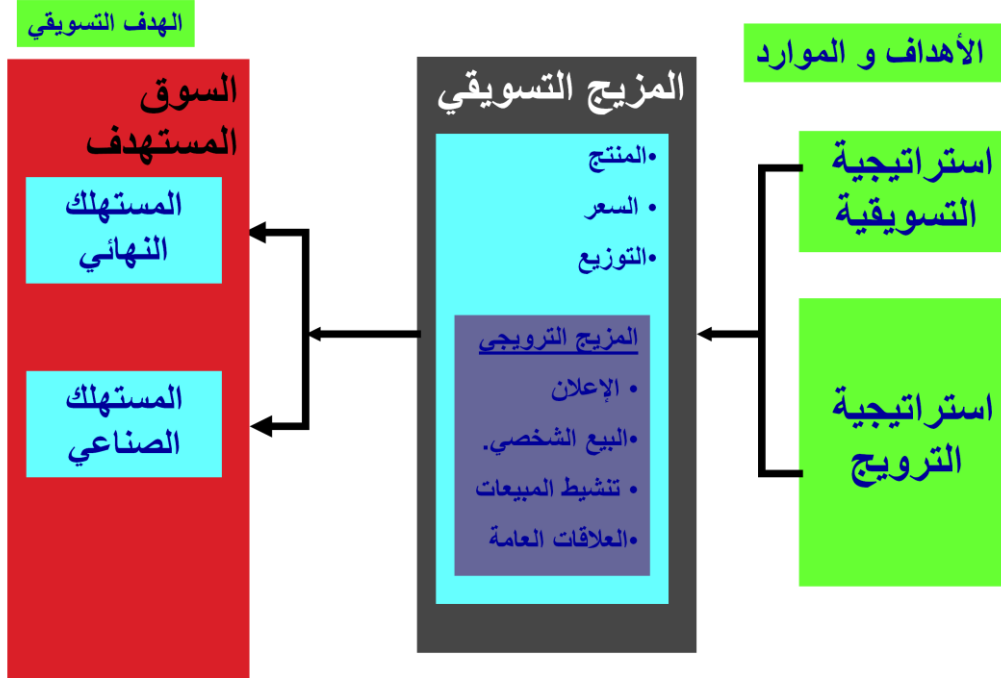 الأهداف و الموارد
استراتيجية
التسويقية
استراتيجية
الترويج
المزيج التسويقي
•المنتج
• السعر
•التوزيع
المزيج الترويجي
• الإعلان
•البيع الشخصي.
• تنشيط المبيعات
•العلاقات العامة
الهدف التسويقي
السوق
المستهدف
المستهلك
النهائي
المستهلك
الصناعي